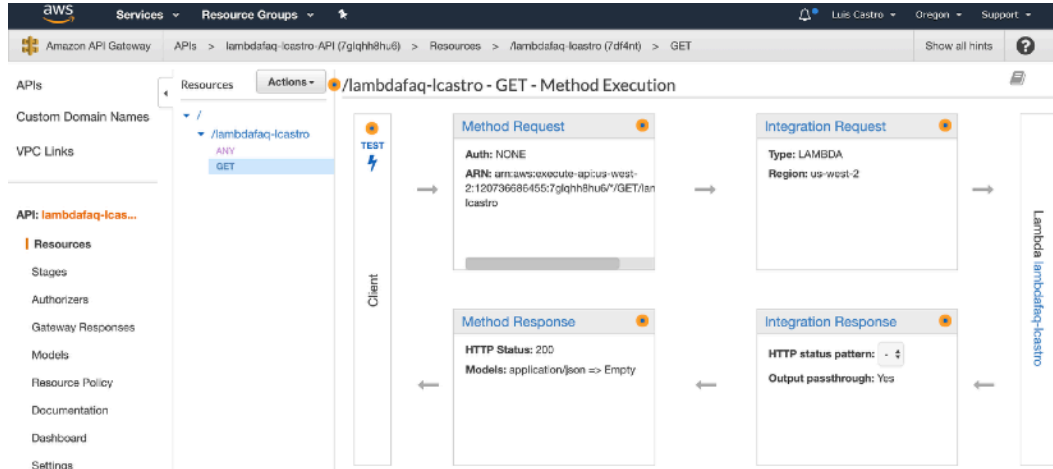 aws Services Resource Groups Luis Castro Oregon Support
Amazon API Gateway APIs > lambdafaq-lcastro-API (7glqhh8hu6) > Resources > /lambdafaq-lcastro (7df4nt) > GET Show all hints ?
APIs
Custom Domain Names
VPC Links
API: lambdafaq-lcas...
Resources
Stages
Authorizers
Gateway Responses
Models
Resource Policy
Documentation
Dashboard
Settings
Resources Actions
/
/lambdafaq-lcastro
ANY
GET
/lambdafaq-lcastro - GET - Method Execution
TEST
Client
Method Request
Auth: NONE
ARN: arn:aws:execute-api:us-west-
2:120736686455:7glqhh8hu6/*/GET/lan
lcastro
Integration Request
Type: LAMBDA
Region: us-west-2
Lambda lambdafaq-lcastro
Method Response
HTTP Status: 200
Models: application/json => Empty
Integration Response
HTTP status pattern: -
Output passthrough: Yes